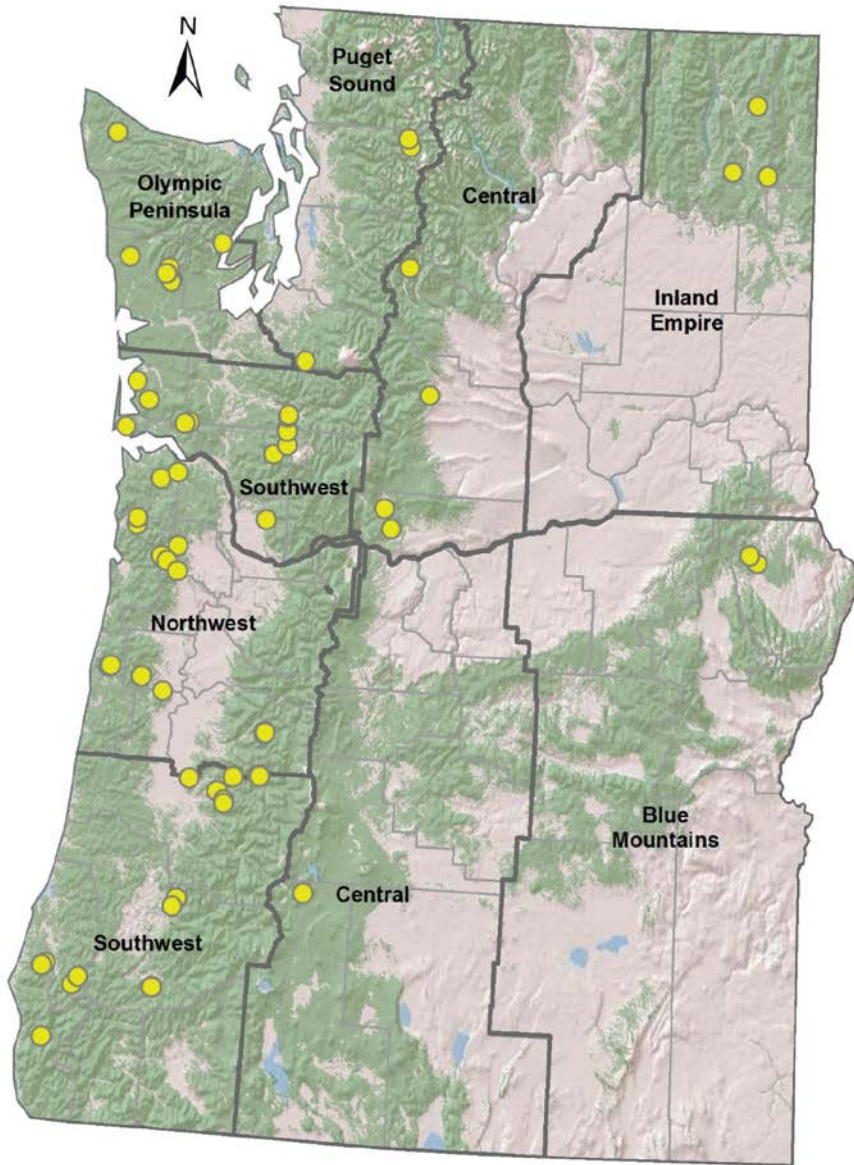 N
Puget
Sound
Olympic
Peninsula
Central
Inland
Empire
Southwest
Northwest
Blue
Mountains
Central
Southwest